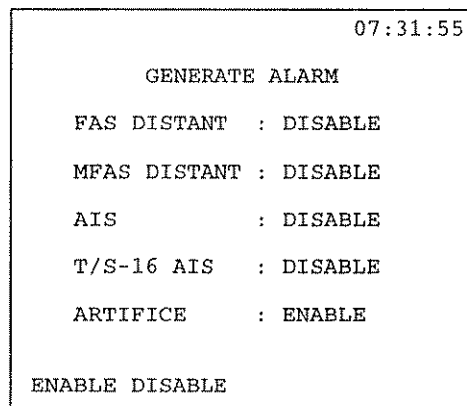 07:31:55
GENERATE ALARM
FAS DISTANT : DISABLE
MFAS DISTANT : DISABLE
AIS : DISABLE
T/S-16 AIS : DISABLE
ARTIFICE : ENABLE
ENABLE DISABLE